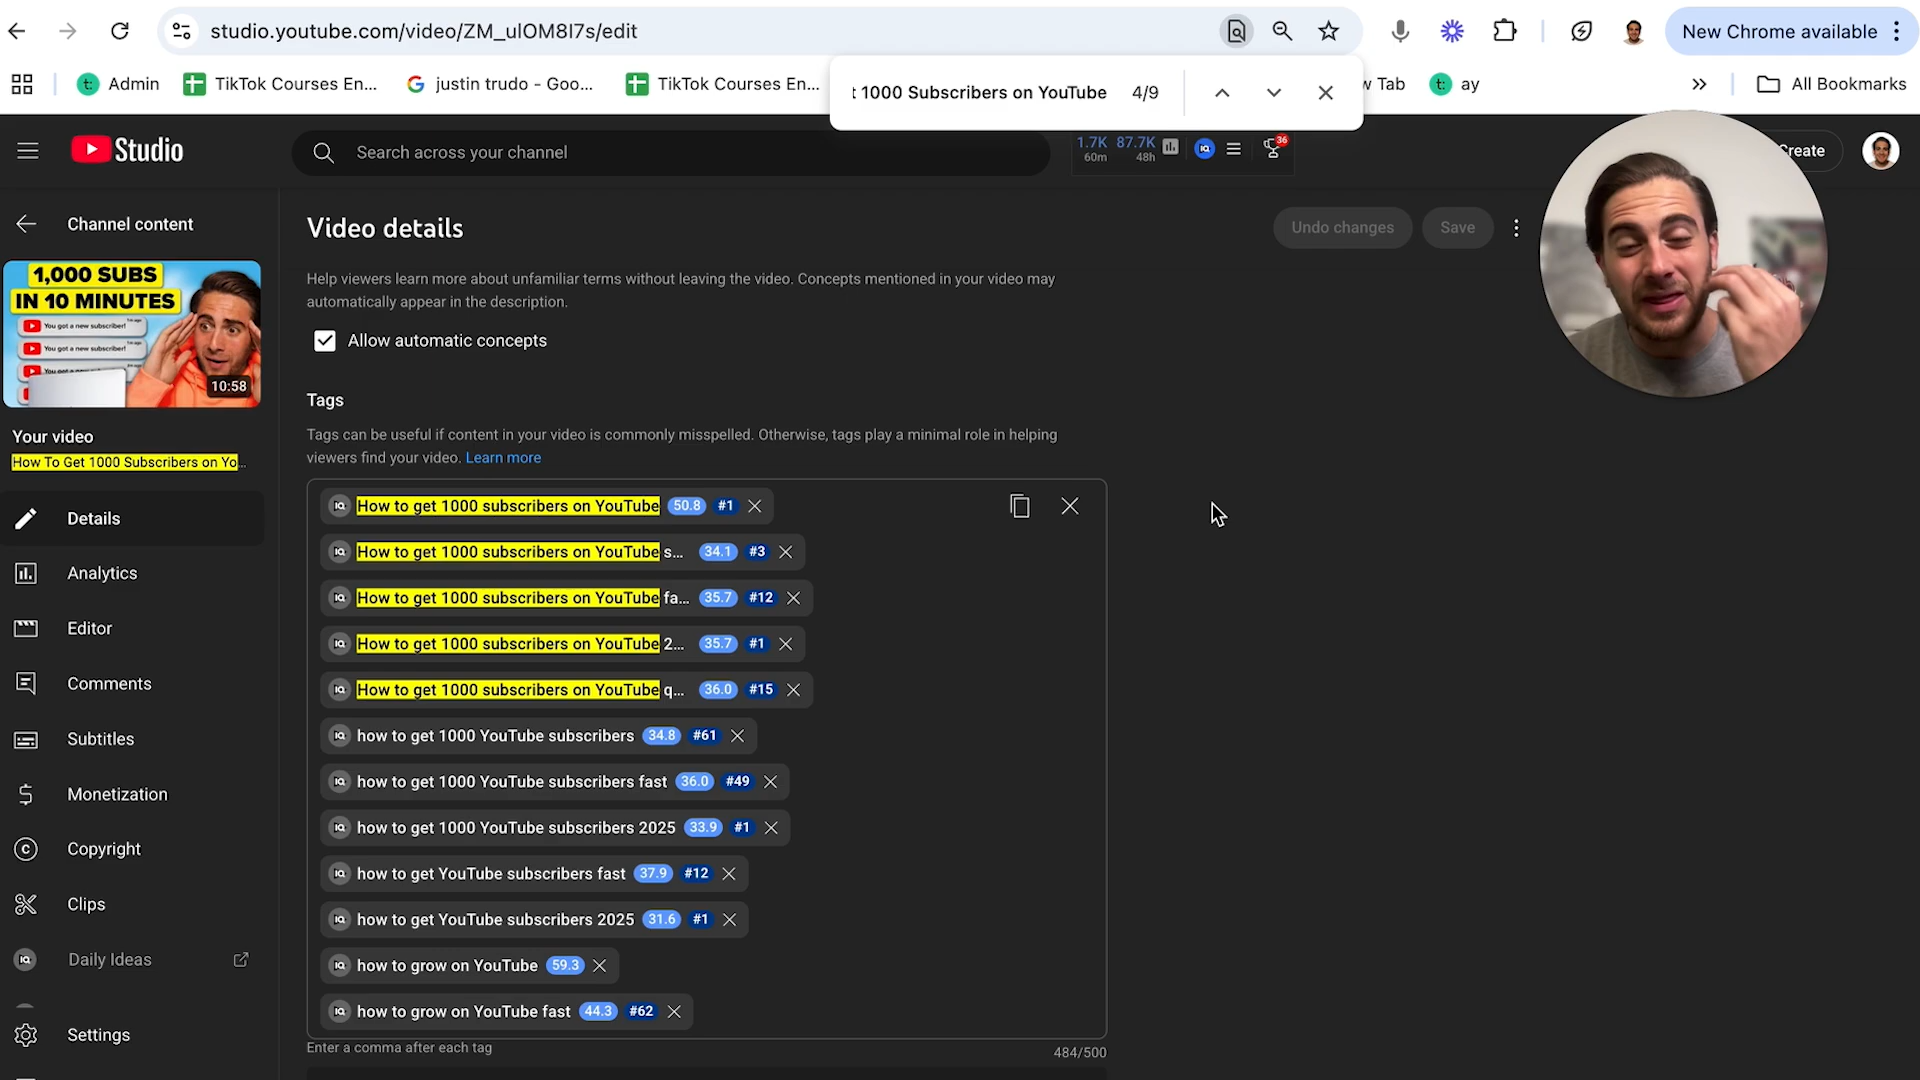 studio.youtube.com/video/ZM_ulOM8I7s/edit
New Chrome available
Admin
TikTok Courses En...
justin trudo - Goo...
TikTok Courses En...
t 1000 Subscribers on YouTube 4/9
w Tab
ay
All Bookmarks
Studio
Search across your channel
1.7K 87.7K
60m 48h
36
Create
Channel content
Video details
Undo changes
Save
1,000 SUBS
IN 10 MINUTES
You got a new subscriber!
You got a new subscriber!
10:58
Your video
How To Get 1000 Subscribers on Yo...
Details
Analytics
Editor
Comments
Subtitles
Monetization
Copyright
Clips
Daily Ideas
Settings
Help viewers learn more about unfamiliar terms without leaving the video. Concepts mentioned in your video may
automatically appear in the description.
Allow automatic concepts
Tags
Tags can be useful if content in your video is commonly misspelled. Otherwise, tags play a minimal role in helping
viewers find your video. Learn more
How to get 1000 subscribers on YouTube 50.8 #1
How to get 1000 subscribers on YouTube s... 34.1 #3
How to get 1000 subscribers on YouTube fa... 35.7 #12
How to get 1000 subscribers on YouTube 2... 35.7 #1
How to get 1000 subscribers on YouTube q... 36.0 #15
how to get 1000 YouTube subscribers 34.8 #61
how to get 1000 YouTube subscribers fast 36.0 #49
how to get 1000 YouTube subscribers 2025 33.9 #1
how to get YouTube subscribers fast 37.9 #12
how to get YouTube subscribers 2025 31.6 #1
how to grow on YouTube 59.3
how to grow on YouTube fast 44.3 #62
Enter a comma after each tag
484/500